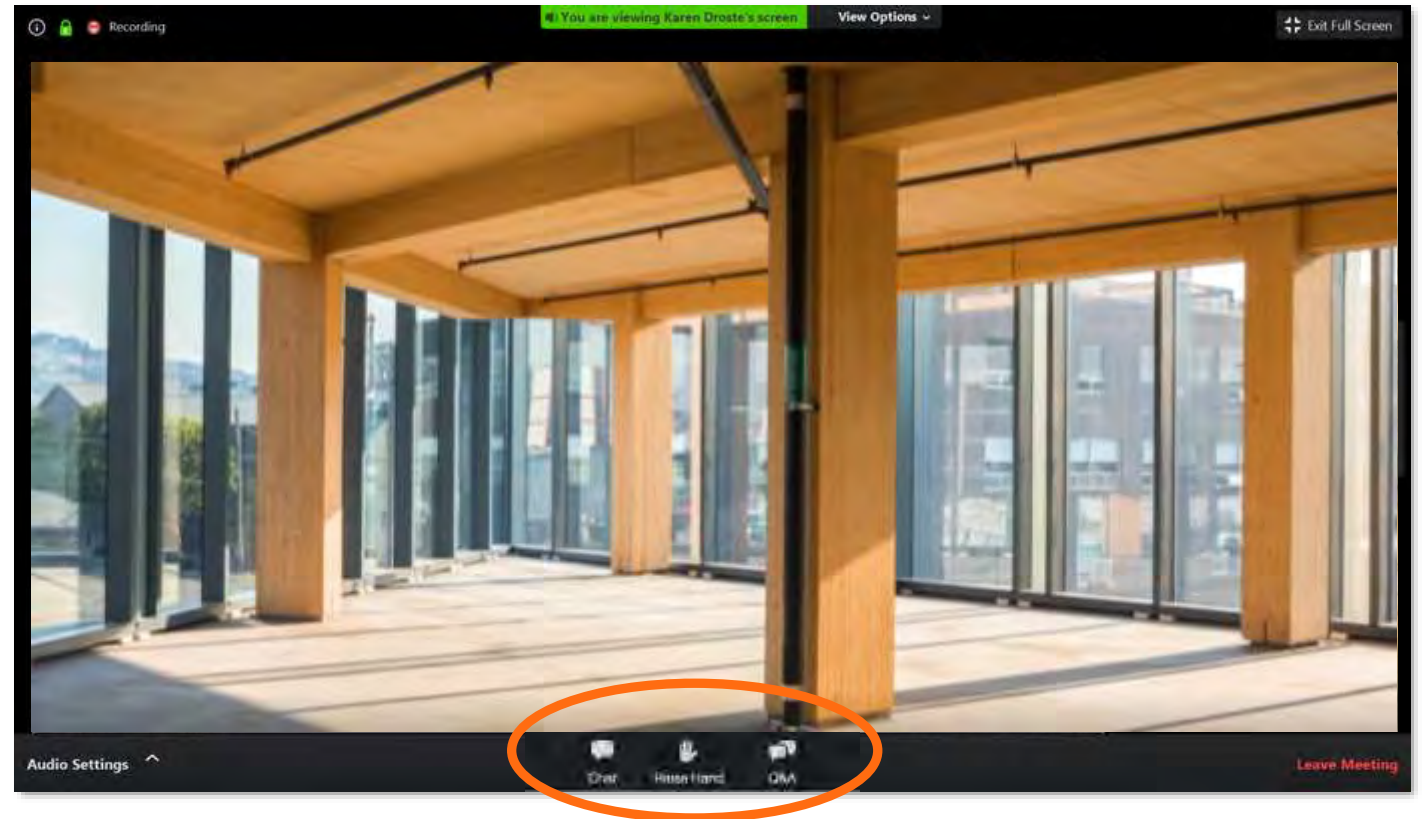 Recording
You are viewing Karen Droste's screen
View Options
Exit Full Screen
Audio Settings
Chat
Raise Hand
Q&A
Leave Meeting